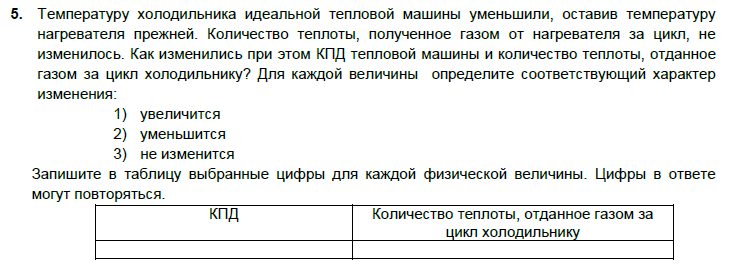 5. Температуру холодильника идеальной тепловой машины уменьшили, оставив температуру
нагревателя прежней. Количество теплоты, полученное газом от нагревателя за цикл, не
изменилось. Как изменились при этом КПД тепловой машины и количество теплоты, отданное
газом за цикл холодильнику? Для каждой величины определите соответствующий характер
изменения:
1) увеличится
2) уменьшится
3) не изменится
Запишите в таблицу выбранные цифры для каждой физической величины. Цифры в ответе
могут повторяться.
КПД
Количество теплоты, отданное газом за
цикл холодильнику